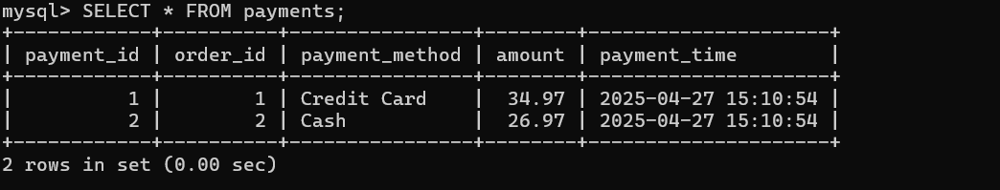 mysql> SELECT * FROM payments;
+------------+----------+----------------+--------+---------------------+
| payment_id | order_id | payment_method | amount | payment_time        |
+------------+----------+----------------+--------+---------------------+
|          1 |        1 | Credit Card    |  34.97 | 2025-04-27 15:10:54 |
|          2 |        2 | Cash           |  26.97 | 2025-04-27 15:10:54 |
+------------+----------+----------------+--------+---------------------+
2 rows in set (0.00 sec)